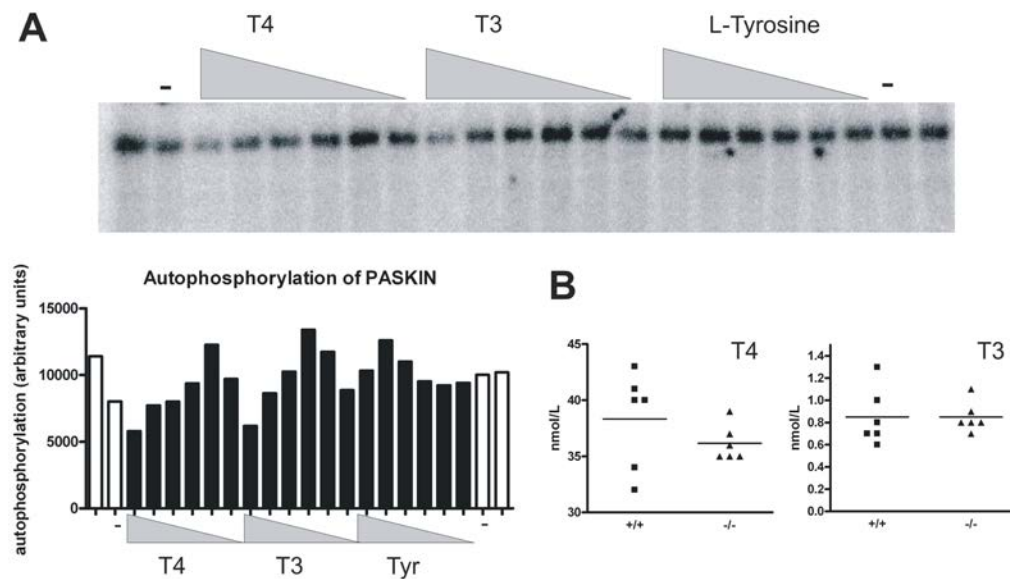 A
T4 T3 L-Tyrosine
- -
Autophosphorylation of PASKIN
autophosphorylation (arbitrary units)
15000
10000
5000
0
- -
T4 T3 Tyr
B
T4
nmol/L
45
40
35
30
+/+ -/-
T3
nmol/L
1.4
1.2
1.0
0.8
0.6
0.4
0.2
0.0
+/+ -/-